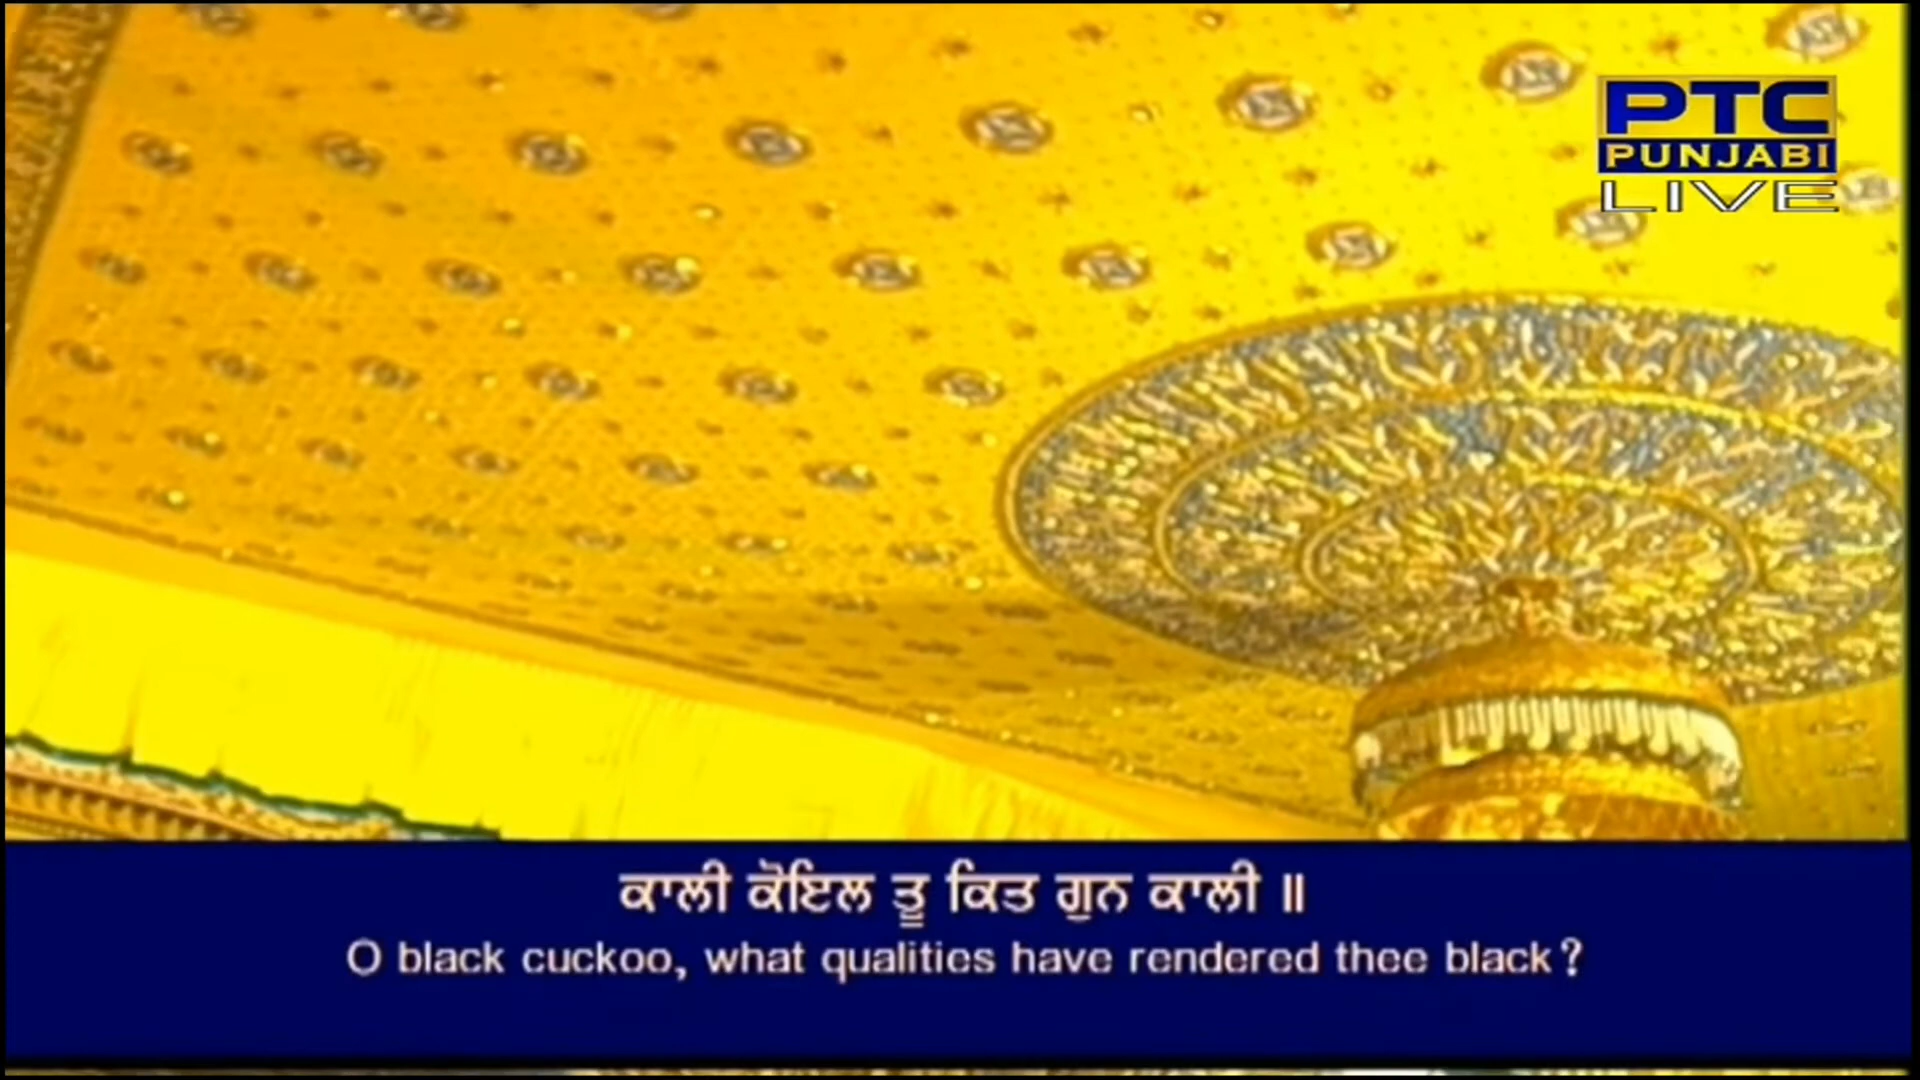 PTC
PUNJABI
LIVE
ਕਾਲੀ ਕੋਇਲ ਤੂ ਕਿਤ ਗੁਨ ਕਾਲੀ ॥
O black cuckoo, what qualities have rendered thee black?